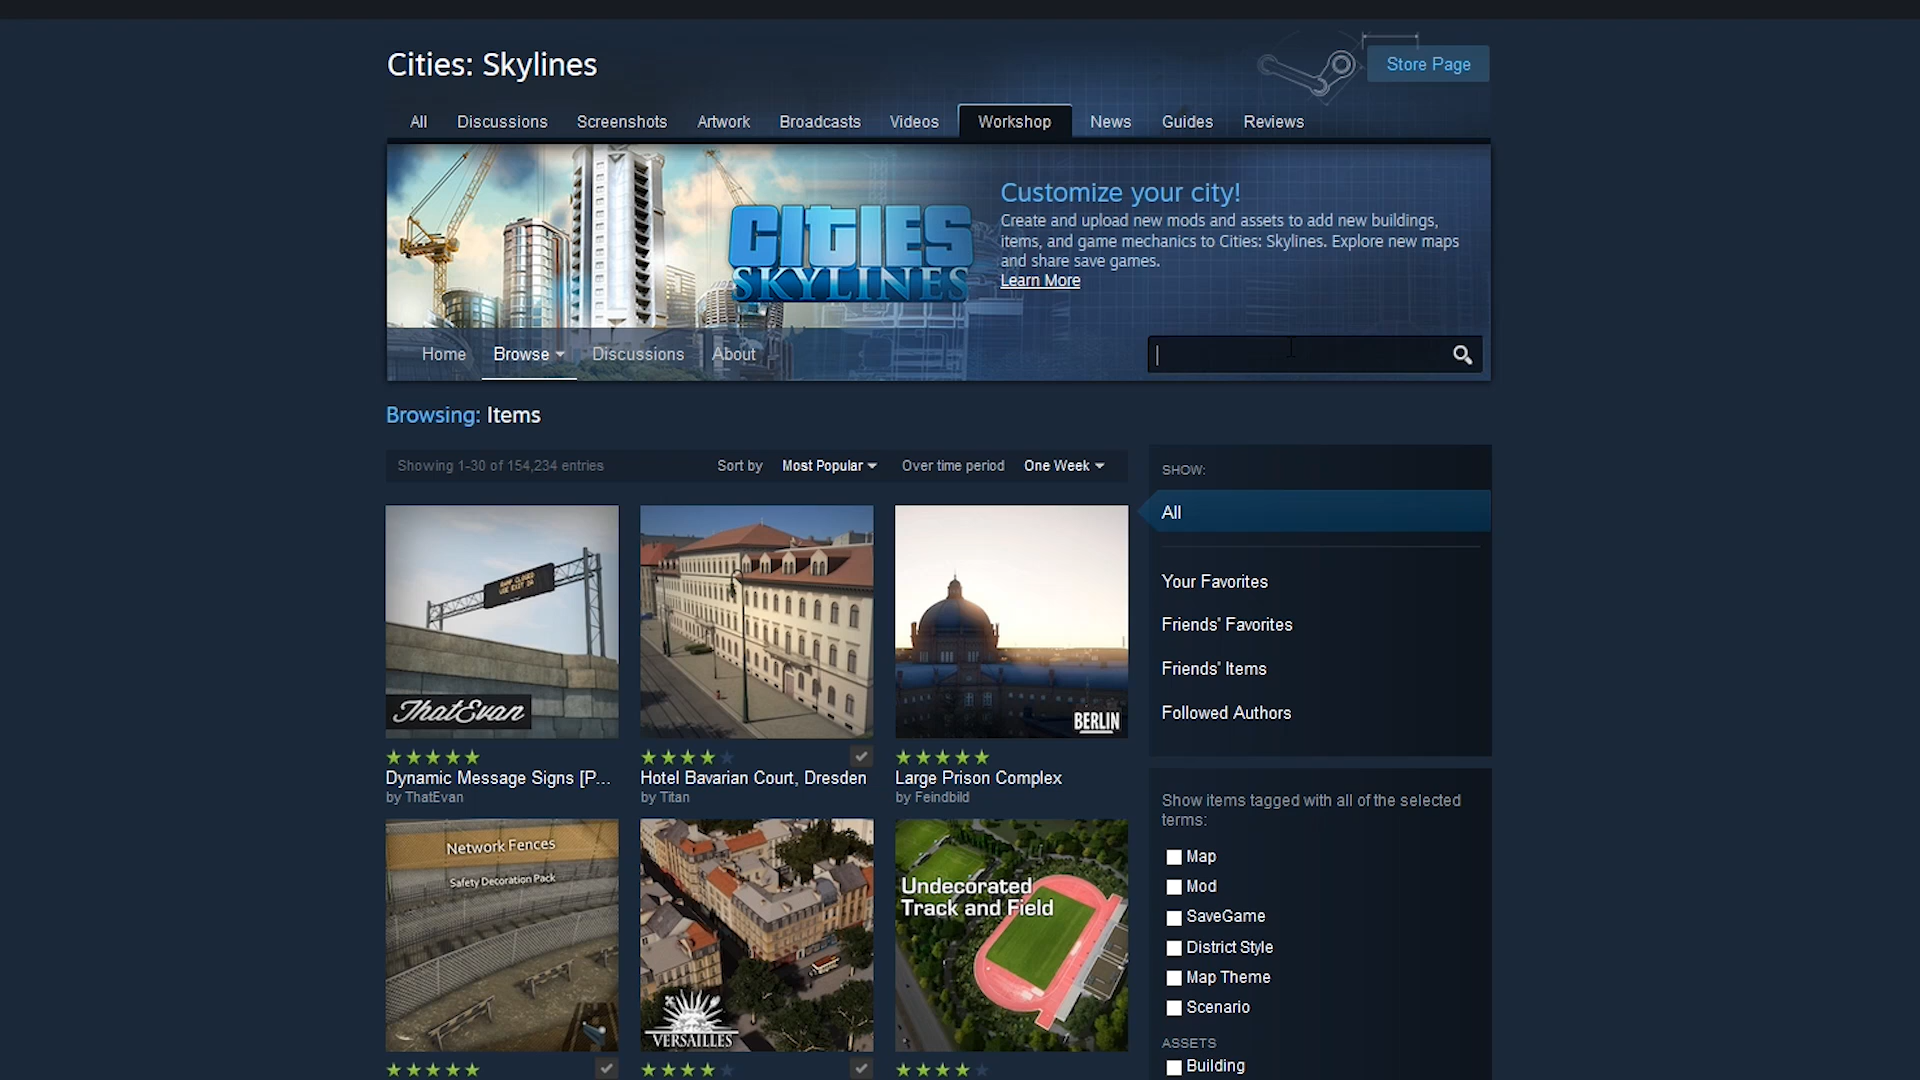 Cities: Skylines
Store Page
All
Discussions
Screenshots
Artwork
Broadcasts
Videos
Workshop
News
Guides
Reviews
CITIES
SKYLINES
Customize your city!
Create and upload new mods and assets to add new buildings,
items, and game mechanics to Cities: Skylines. Explore new maps
and share save games.
Learn More
Home
Browse
Discussions
About
Browsing: Items
Showing 1-30 of 154,234 entries
Sort by
Most Popular
Over time period
One Week
RAMP CLOSED
USE EXIT 2A
ThatEvan
BERLIN
Dynamic Message Signs [P...
by ThatEvan
Hotel Bavarian Court, Dresden
by Titan
Large Prison Complex
by Feindbild
Network Fences
Safety Decoration Pack
VERSAILLES
Undecorated
Track and Field
SHOW:
All
Your Favorites
Friends' Favorites
Friends' Items
Followed Authors
Show items tagged with all of the selected
terms:
Map
Mod
SaveGame
District Style
Map Theme
Scenario
ASSETS
Building